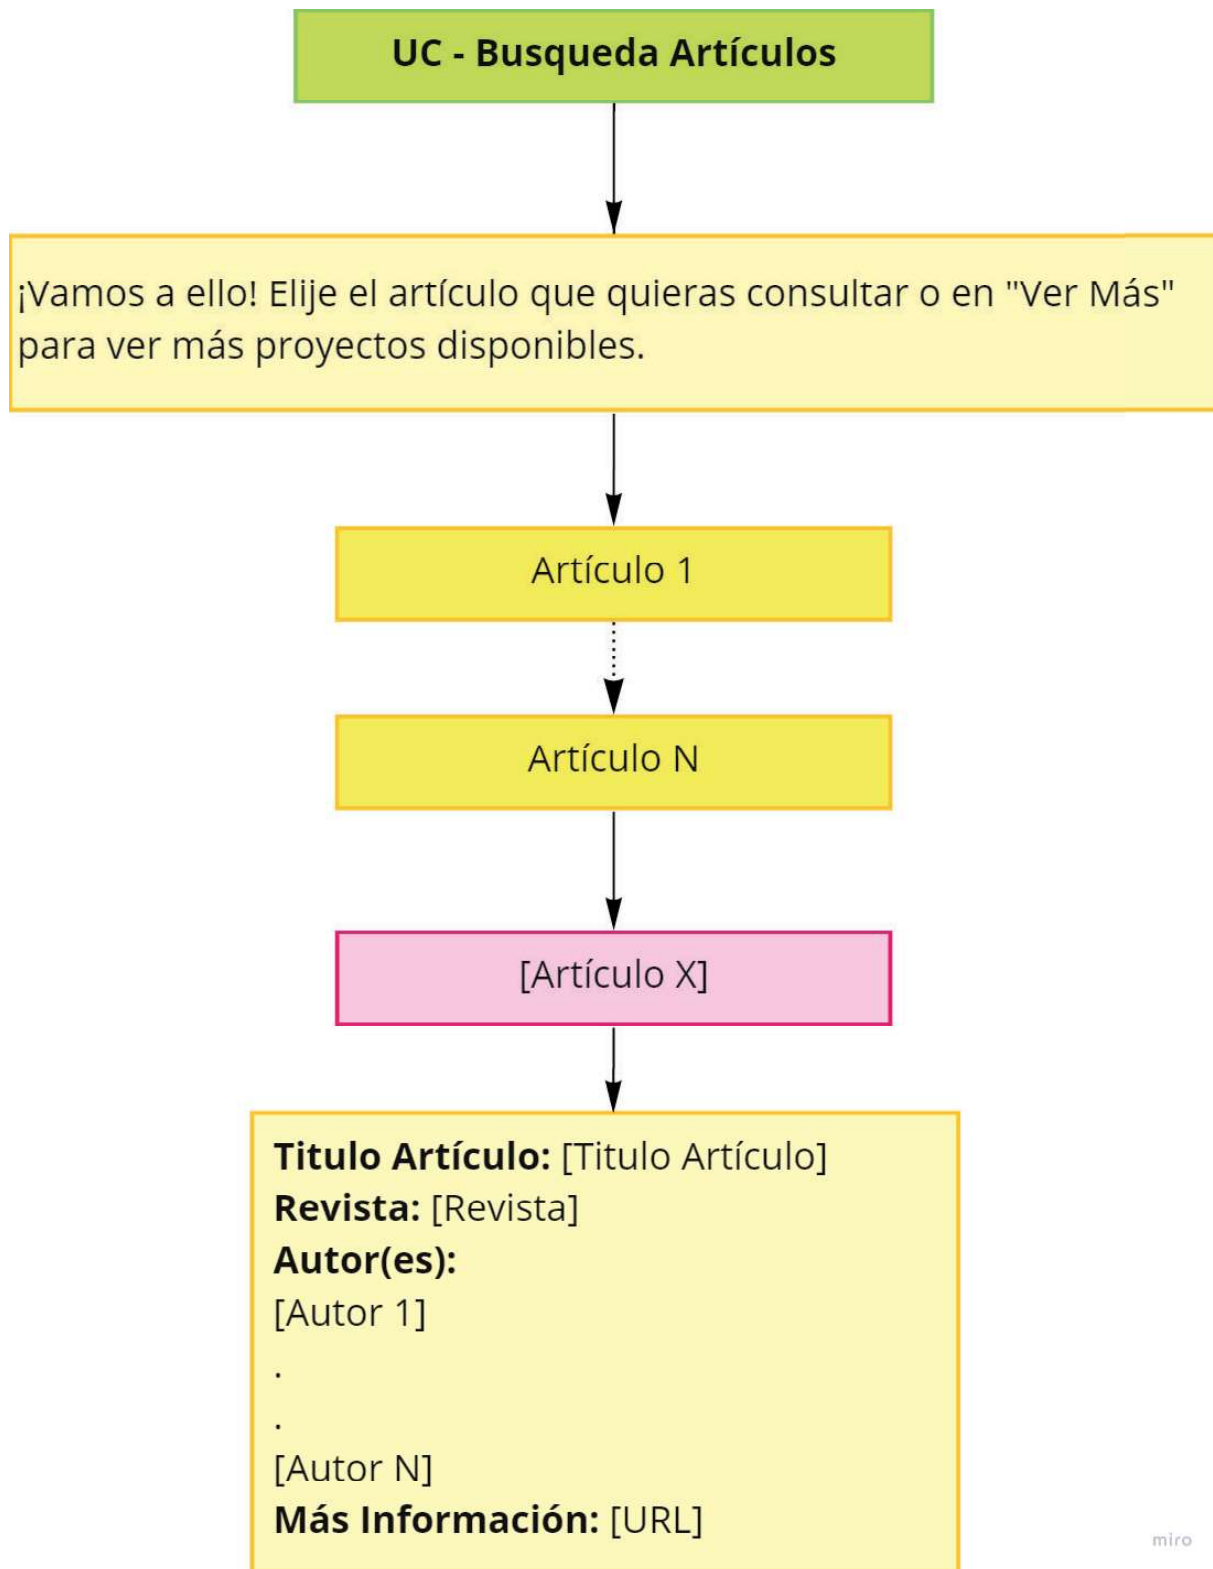 UC - Busqueda Artículos
¡Vamos a ello! Elije el artículo que quieras consultar o en "Ver Más"
para ver más proyectos disponibles.
Artículo 1
Artículo N
[Artículo X]
Titulo Artículo: [Titulo Artículo]
Revista: [Revista]
Autor(es):
[Autor 1]
.
.
[Autor N]
Más Información: [URL]
miro